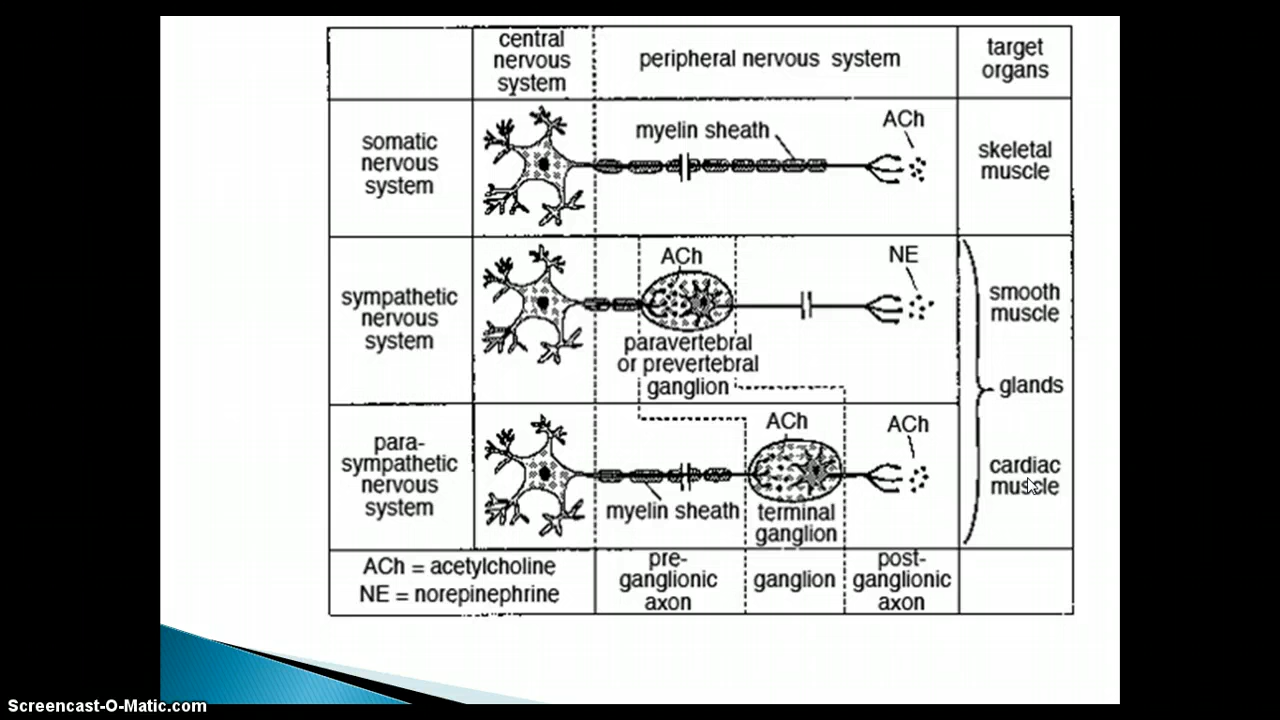 central
nervous
system
peripheral nervous system
target
organs
somatic
nervous
system
myelin sheath
ACh
skeletal
muscle
sympathetic
nervous
system
ACh
paravertebral
or prevertebral
ganglion
NE
smooth
muscle
glands
cardiac
muscle
para-
sympathetic
nervous
system
myelin sheath
ACh
terminal
ganglion
ACh
ACh = acetylcholine
NE = norepinephrine
pre-
ganglionic
axon
ganglion
post-
ganglionic
axon
Screencast-O-Matic.com